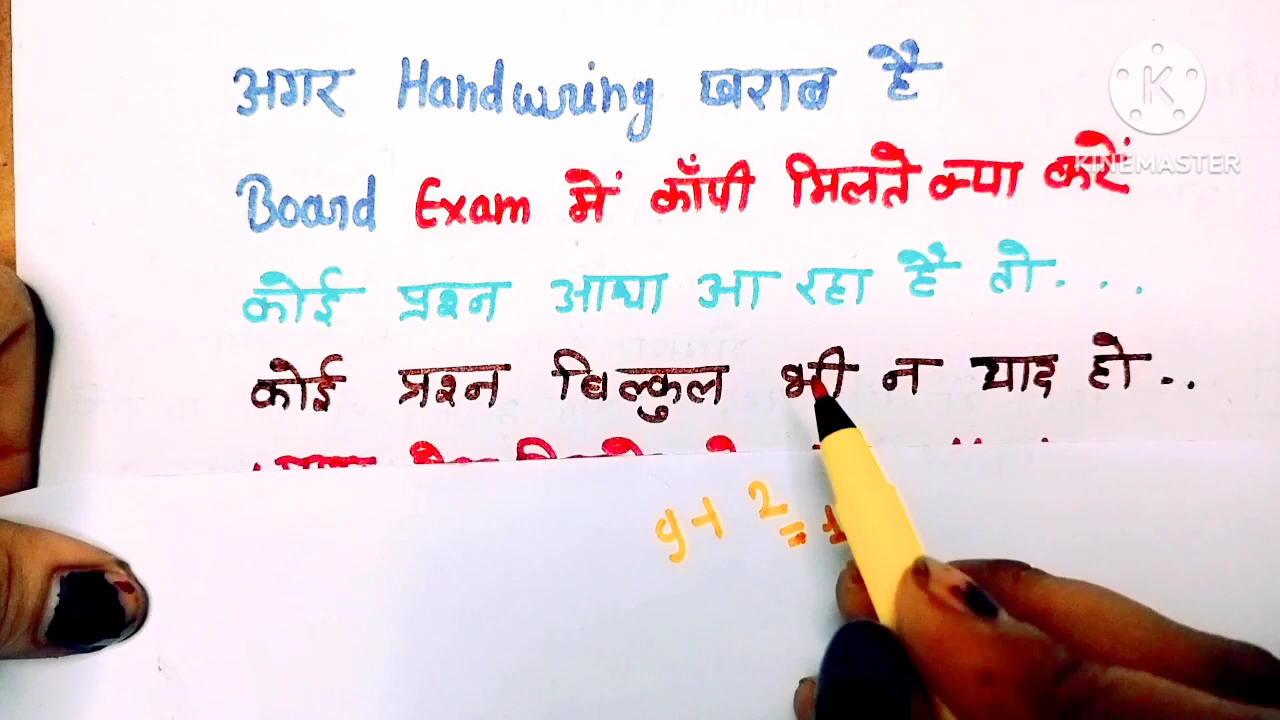 अगर Handwring खराब है
K
KINEMASTER
Board Exam में कॉपी मिलते क्या करें
कोई प्रश्न आधा आ रहा है तो....
कोई प्रश्न बिल्कुल भी न याद हो..